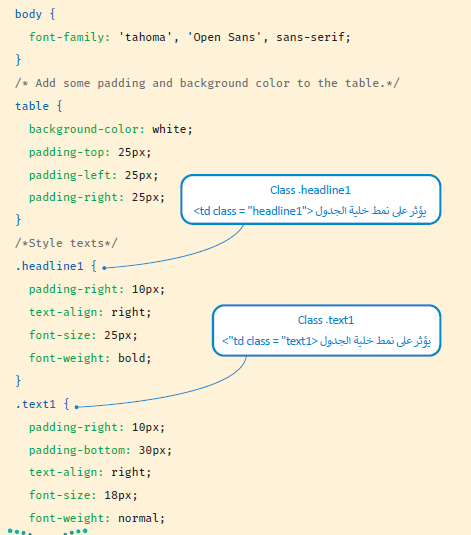 body {
font-family: 'tahoma', 'Open Sans', sans-serif;
}
/* Add some padding and background color to the table.*/
table {
background-color: white;
padding-top: 25px;
padding-left: 25px;
padding-right: 25px;
}
Class .headline1
يؤثر على نمط خلية الجدول <td class = "headline1">
/*Style texts*/
.headline1 {
padding-right: 10px;
text-align: right;
font-size: 25px;
font-weight: bold;
}
Class .text1
يؤثر على نمط خلية الجدول <td class = "text1">
.text1 {
padding-right: 10px;
padding-bottom: 30px;
text-align: right;
font-size: 18px;
font-weight: normal;